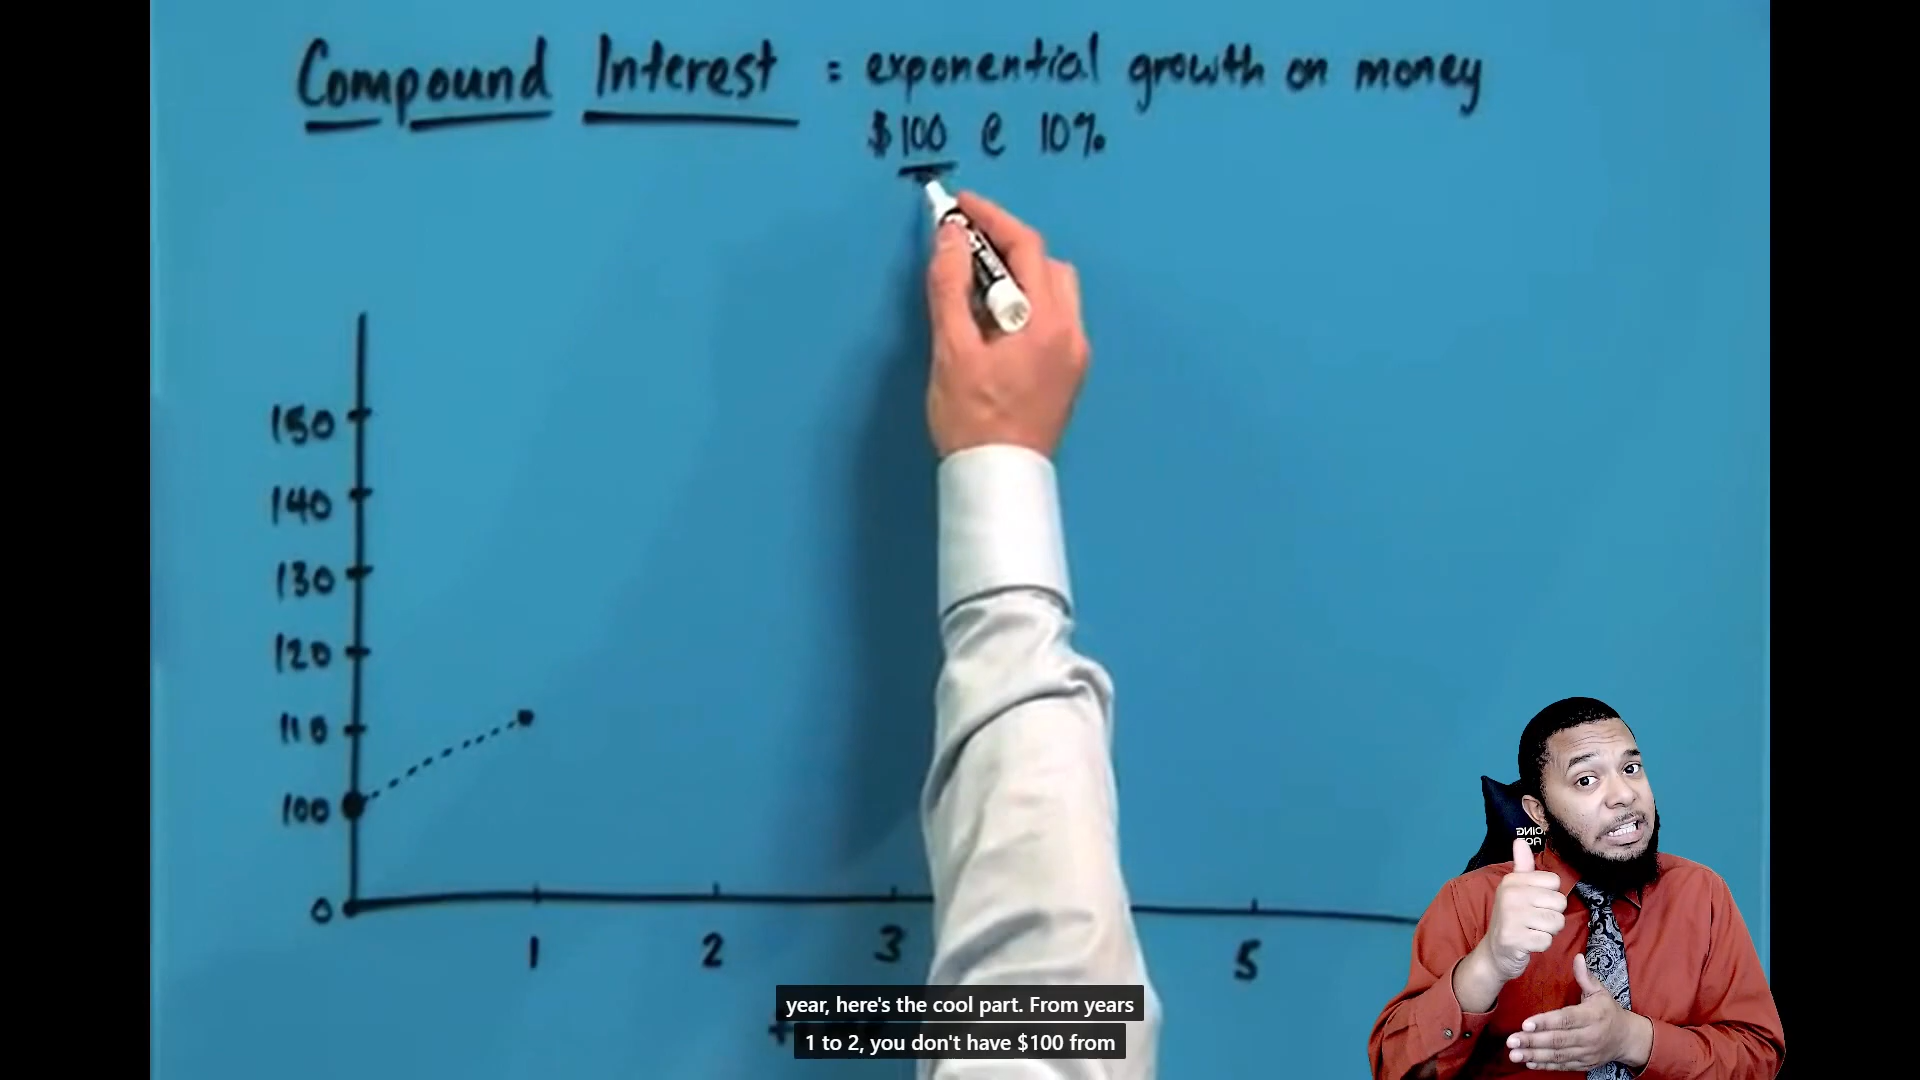 Compound Interest = exponential growth on money
$100 @ 10%
150
140
130
120
110
100
0
1 2 3 5
year, here's the cool part. From years
1 to 2, you don't have $100 from